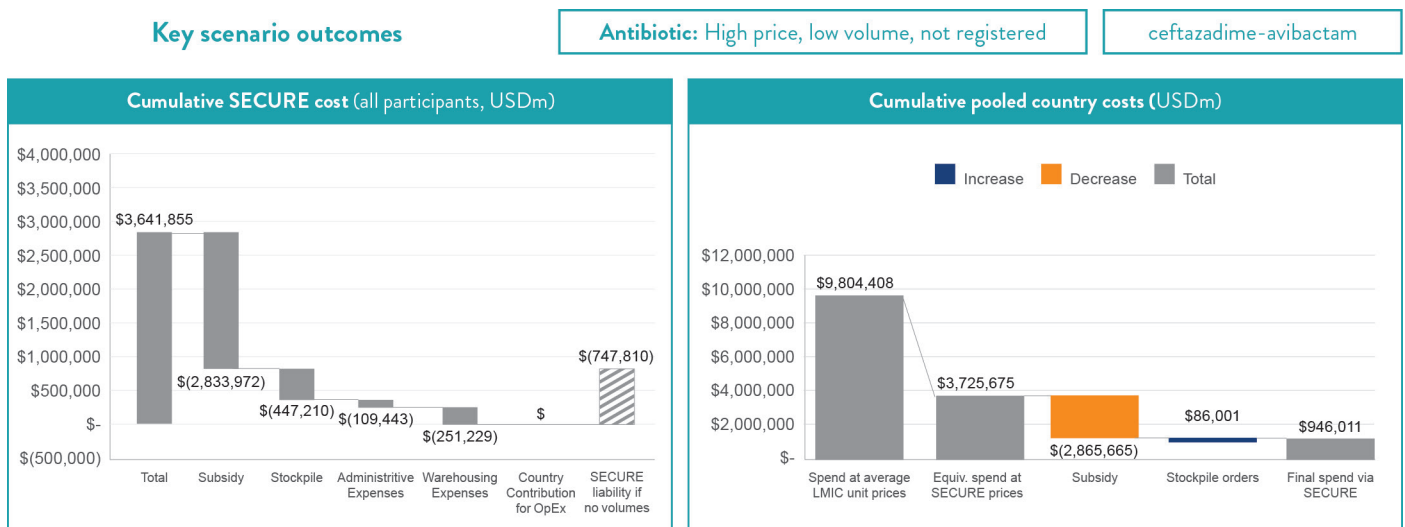 Key scenario outcomes
Antibiotic: High price, low volume, not registered
ceftazadime-avibactam
Cumulative SECURE cost (all participants, USDm)
$4,000,000
$3,500,000
$3,000,000
$2,500,000
$2,000,000
$1,500,000
$1,000,000
$500,000
$-
$(500,000)
$3,641,855
$(2,833,972)
$(447,210)
$(109,443)
$(251,229)
$
$(747,810)
Total
Subsidy
Stockpile
Administritive
Expenses
Warehousing
Expenses
Country
Contribution
for OpEx
SECURE
liability if
no volumes
Cumulative pooled country costs (USDm)
Increase
Decrease
Total
$12,000,000
$10,000,000
$8,000,000
$6,000,000
$4,000,000
$2,000,000
$-
$9,804,408
$3,725,675
$(2,865,665)
$86,001
$946,011
Spend at average
LMIC unit prices
Equiv. spend at
SECURE prices
Subsidy
Stockpile orders
Final spend via
SECURE